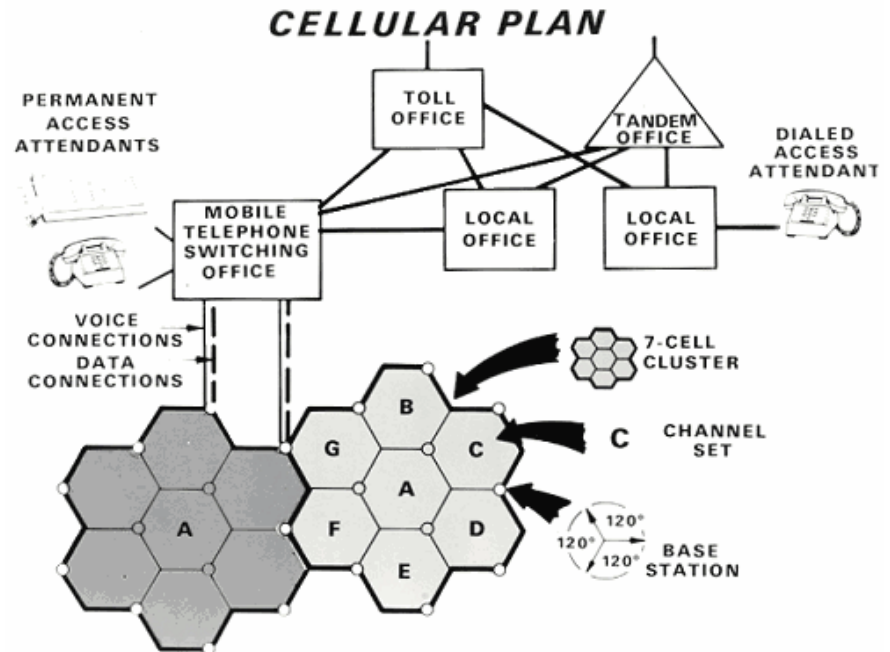 CELLULAR PLAN
PERMANENT
ACCESS
ATTENDANTS
TOLL
OFFICE
TANDEM
OFFICE
DIALED
ACCESS
ATTENDANT
MOBILE
TELEPHONE
SWITCHING
OFFICE
LOCAL
OFFICE
LOCAL
OFFICE
VOICE
CONNECTIONS
DATA
CONNECTIONS
7-CELL
CLUSTER
B
G
C
A
F
D
E
A
C
CHANNEL
SET
120°
120°
120°
BASE
STATION